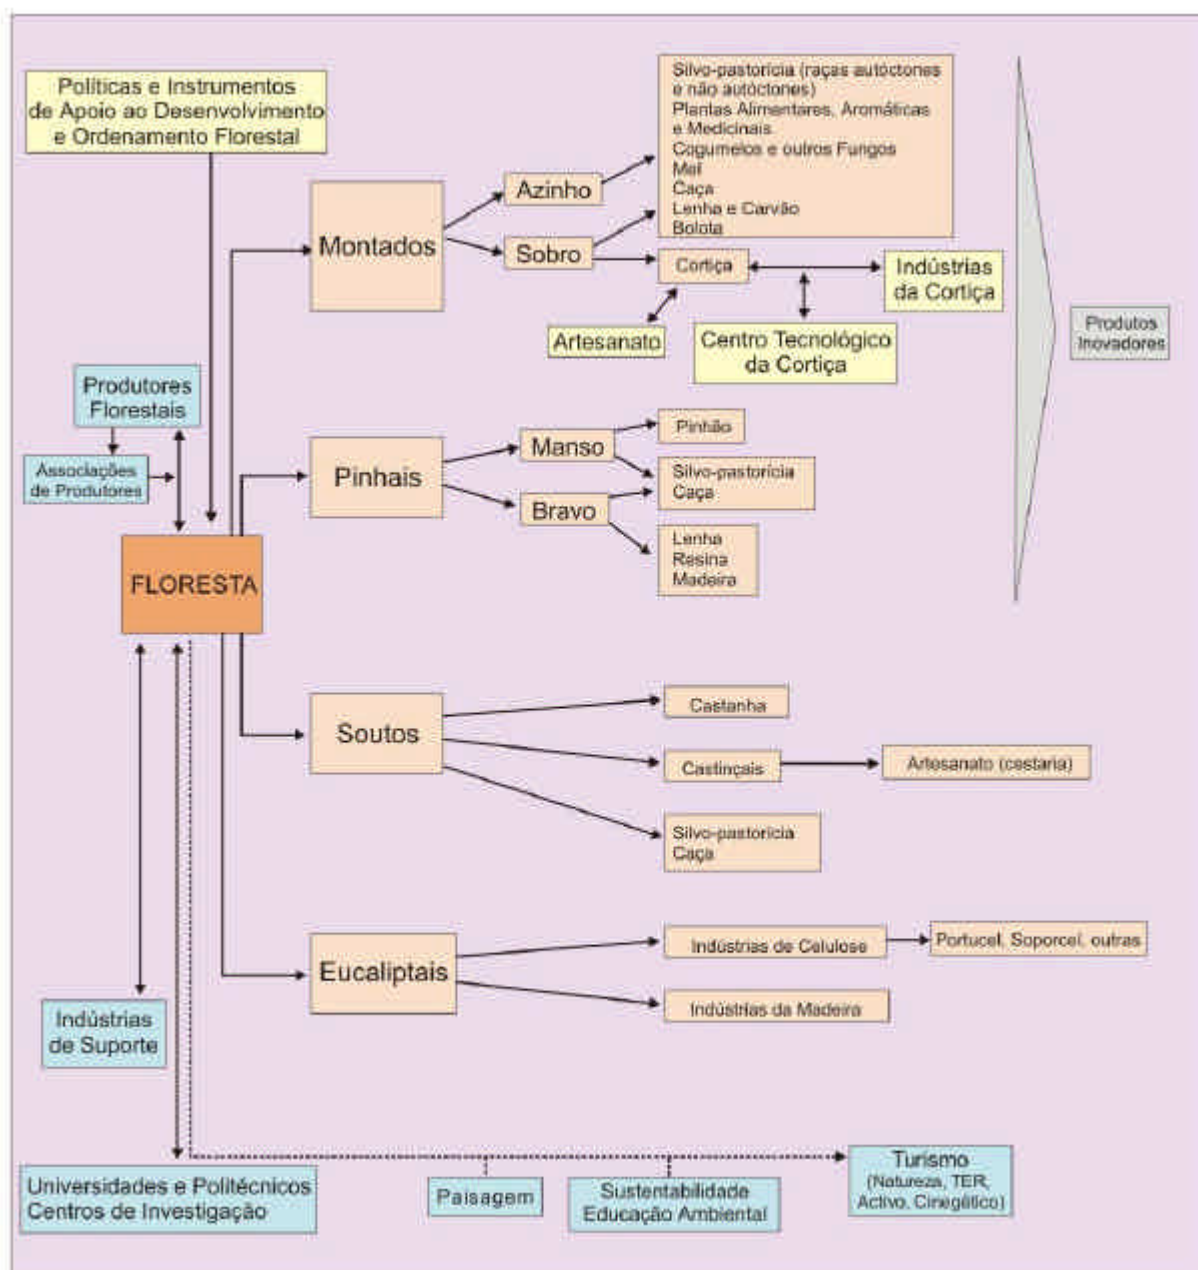 Políticas e Instrumentos
de Apoio ao Desenvolvimento
e Ordenamento Florestal
Silvo-pastorícia (raças autóctones
e não autóctones)
Plantas Alimentares, Aromáticas
e Medicinais
Cogumelos e outros Fungos
Mel
Caça
Lenha e Carvão
Bolota
Montados
Azinho
Sobro
Cortiça
Indústrias
da Cortiça
Artesanato
Centro Tecnológico
da Cortiça
Produtos
Inovadores
Produtores
Florestais
Associações
de Produtores
Pinhais
Manso
Bravo
Pinhão
Silvo-pastorícia
Caça
Lenha
Resina
Madeira
FLORESTA
Soutos
Castanha
Castinçais
Artesanato (cestaria)
Silvo-pastorícia
Caça
Eucaliptais
Indústrias de Celulose
Portucel, Soporcel, outras
Indústrias da Madeira
Indústrias
de Suporte
Universidades e Politécnicos
Centros de Investigação
Paisagem
Sustentabilidade
Educação Ambiental
Turismo
(Natureza, TER,
Activo, Cinegético)